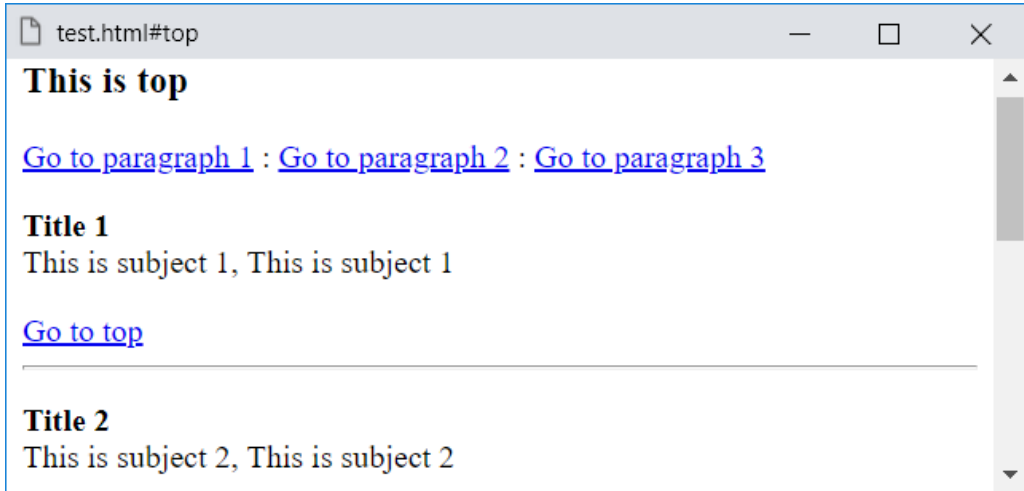 test.html#top
This is top
Go to paragraph 1 : Go to paragraph 2 : Go to paragraph 3
Title 1
This is subject 1, This is subject 1
Go to top
Title 2
This is subject 2, This is subject 2